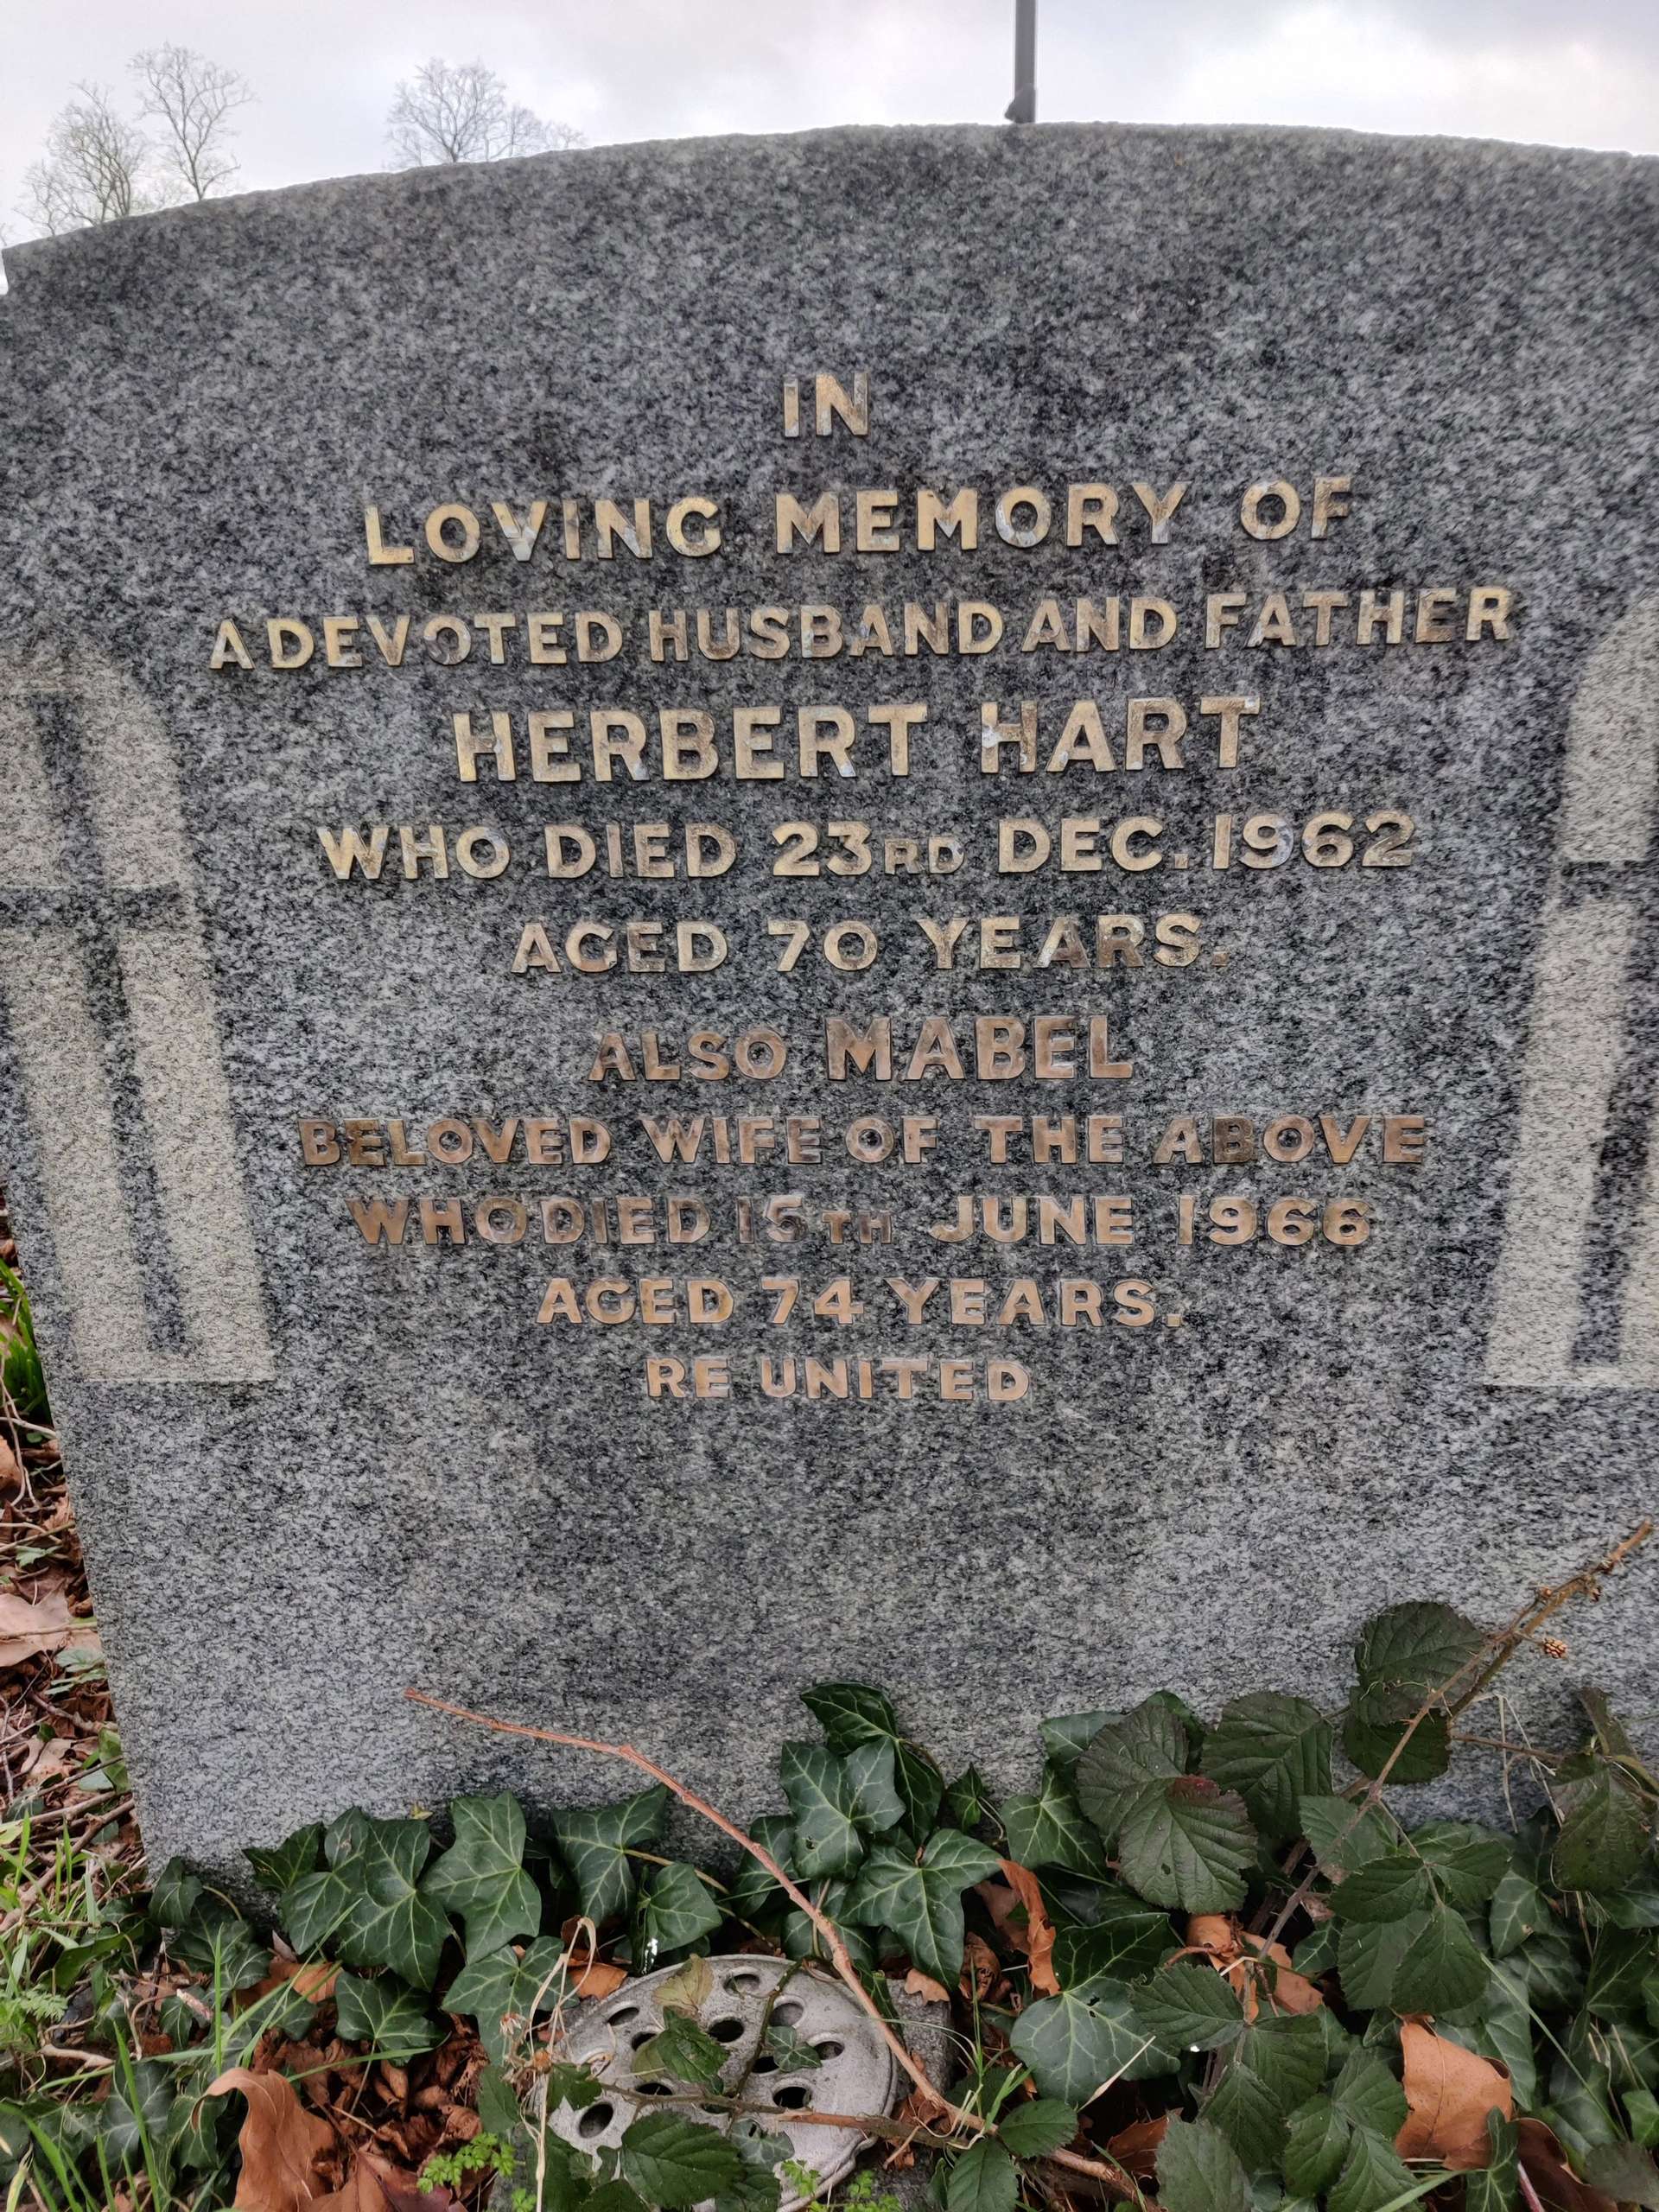 IN
LOVING MEMORY OF
A DEVOTED HUSBAND AND FATHER
HERBERT HART
WHO DIED 23RD DEC. 1962
AGED 70 YEARS.
ALSO MABEL
BELOVED WIFE OF THE ABOVE
WHO DIED 15TH JUNE 1966
AGED 74 YEARS.
RE UNITED